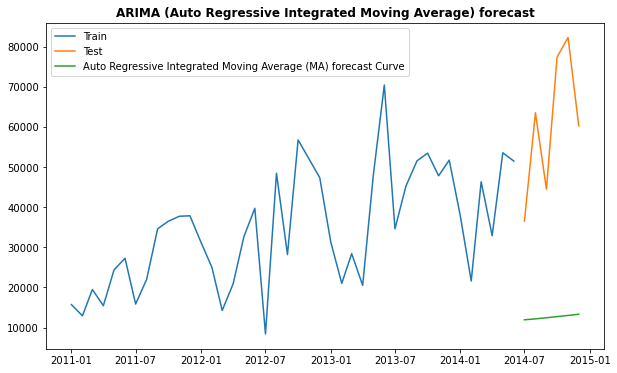 ARIMA (Auto Regressive Integrated Moving Average) forecast
Train
Test
Auto Regressive Integrated Moving Average (MA) forecast Curve
80000
70000
60000
50000
40000
30000
20000
10000
2011-01 2011-07 2012-01 2012-07 2013-01 2013-07 2014-01 2014-07 2015-01